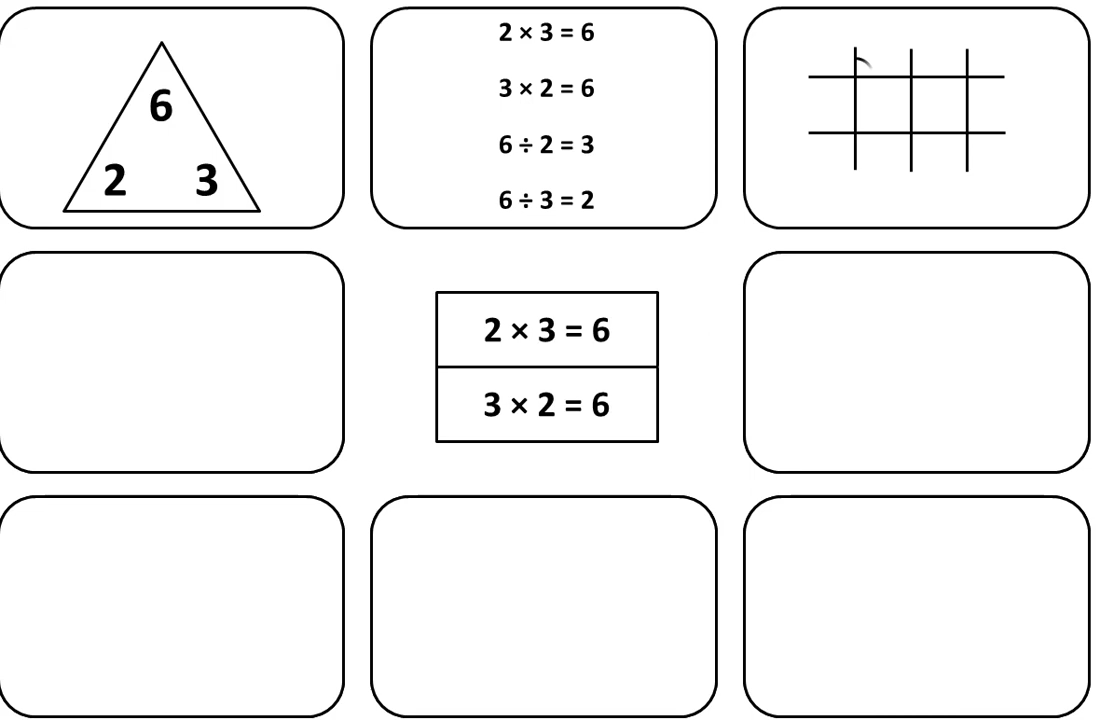 6
2 3
2 × 3 = 6
3 × 2 = 6
6 ÷ 2 = 3
6 ÷ 3 = 2
2 × 3 = 6
3 × 2 = 6